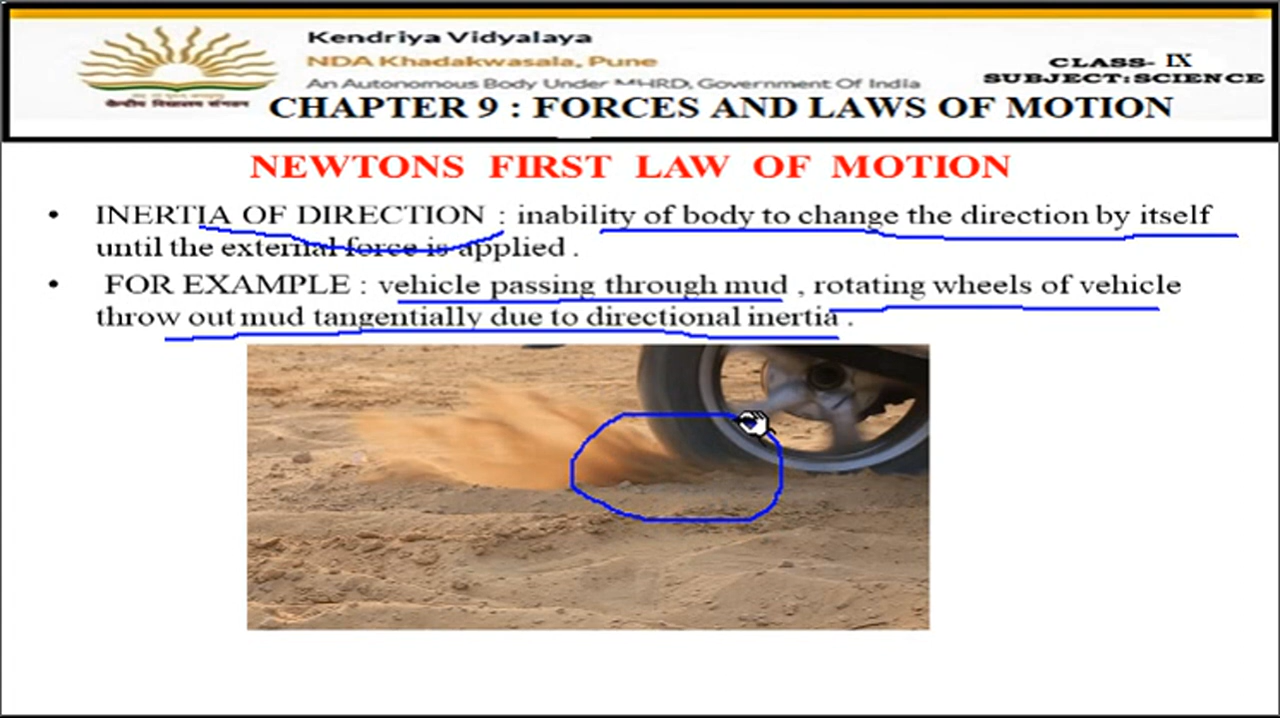 Kendriya Vidyalaya
NDA Khadakwasala, Pune
An Autonomous Body Under MHRD, Government Of India
केन्द्रीय विद्यालय संगठन
CLASS- IX
SUBJECT:SCIENCE
CHAPTER 9 : FORCES AND LAWS OF MOTION
NEWTONS FIRST LAW OF MOTION
• INERTIA OF DIRECTION : inability of body to change the direction by itself
until the external force is applied .
• FOR EXAMPLE : vehicle passing through mud , rotating wheels of vehicle
throw out mud tangentially due to directional inertia .